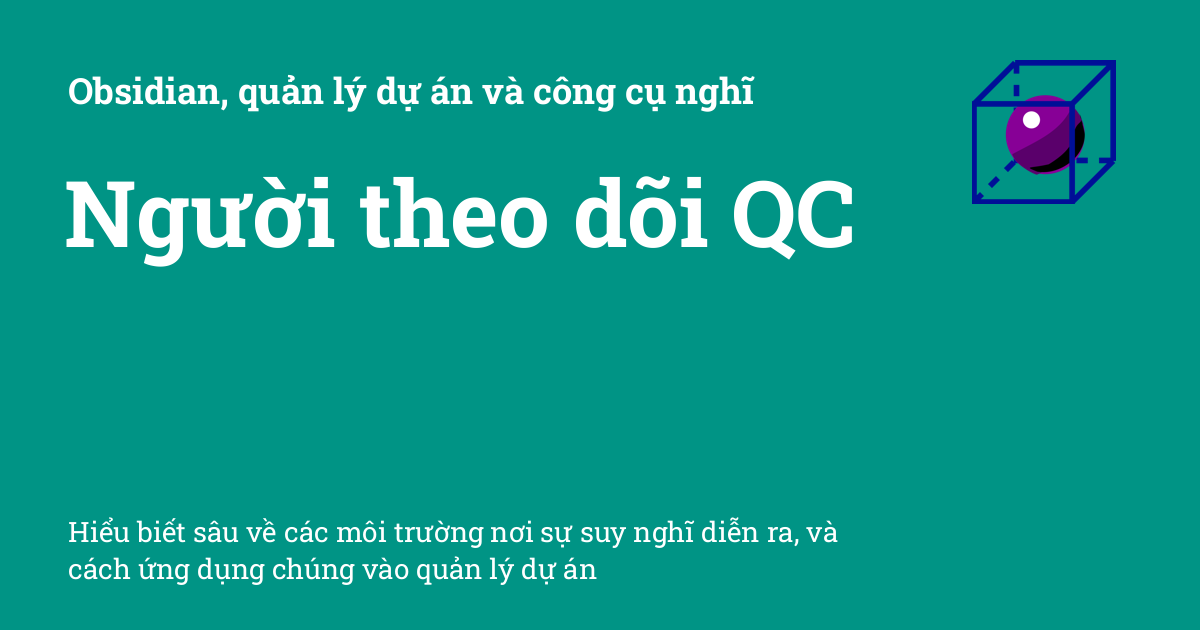 Obsidian, quản lý dự án và công cụ nghĩ
Người theo dõi QC
Hiểu biết sâu về các môi trường nơi sự suy nghĩ diễn ra, và
cách ứng dụng chúng vào quản lý dự án